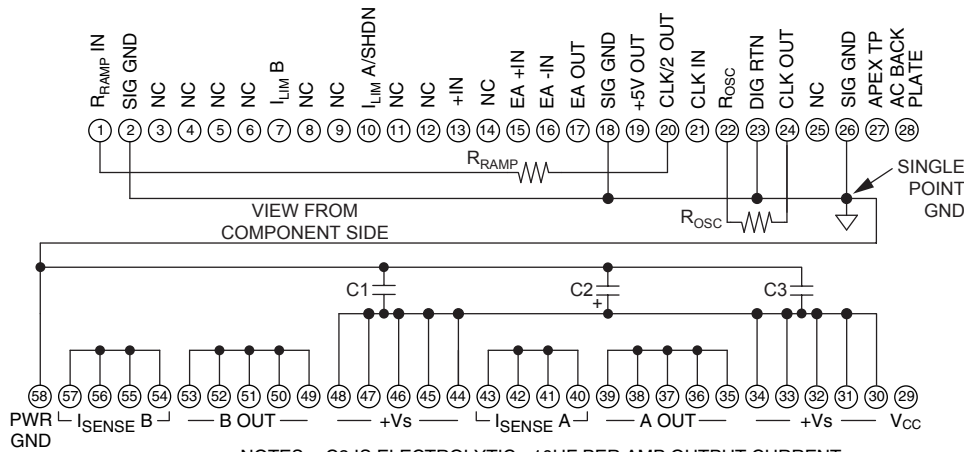 R_RAMP IN
SIG GND
NC
NC
NC
NC
I_LIM B
NC
NC
I_LIM A/SHDN
NC
NC
+IN
NC
EA +IN
EA -IN
EA OUT
SIG GND
+5V OUT
CLK/2 OUT
CLK IN
R_OSC
DIG RTN
CLK OUT
NC
SIG GND
APEX TP
AC BACK
PLATE
1 2 3 4 5 6 7 8 9 10 11 12 13 14 15 16 17 18 19 20 21 22 23 24 25 26 27 28
R_RAMP
SINGLE
POINT
GND
VIEW FROM
COMPONENT SIDE
R_OSC
C1
C2
+
C3
58 57 56 55 54 53 52 51 50 49 48 47 46 45 44 43 42 41 40 39 38 37 36 35 34 33 32 31 30 29
PWR
GND
I_SENSE B
B OUT
+Vs
I_SENSE A
A OUT
+Vs
V_CC